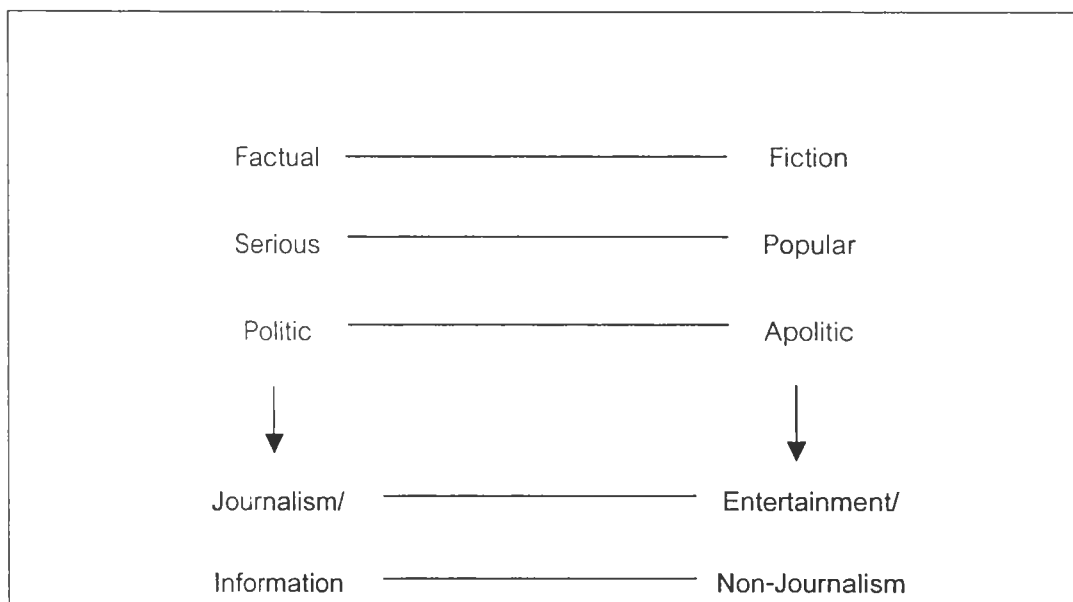 Factual Fiction
Serious Popular
Politic Apolitic
Journalism/ Entertainment/
Information Non-Journalism